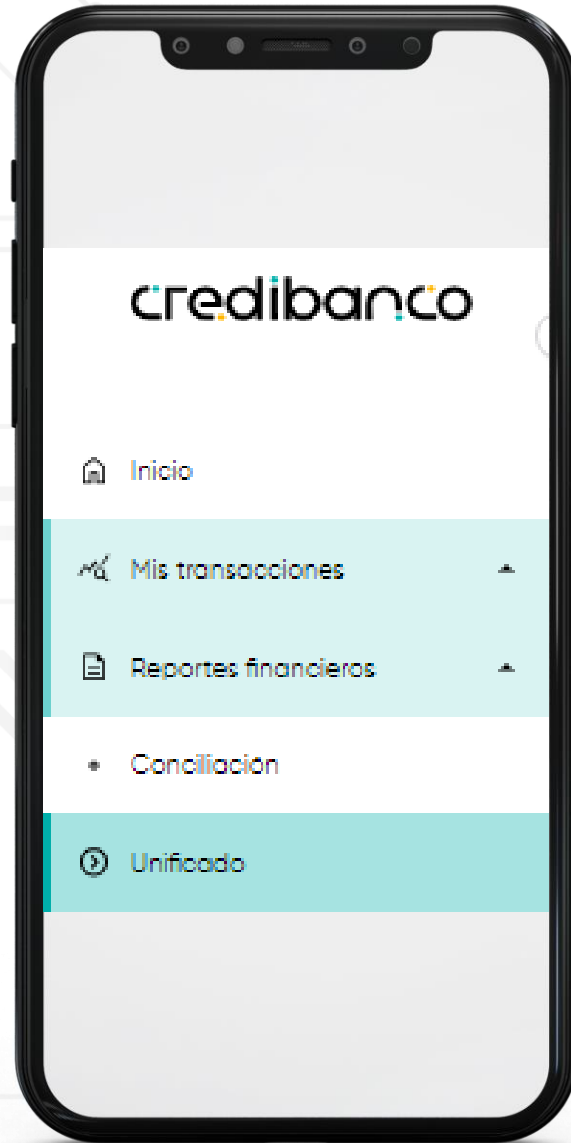 credibanco
Inicio
Mis transacciones
Reportes financieros
Conciliación
Unificado